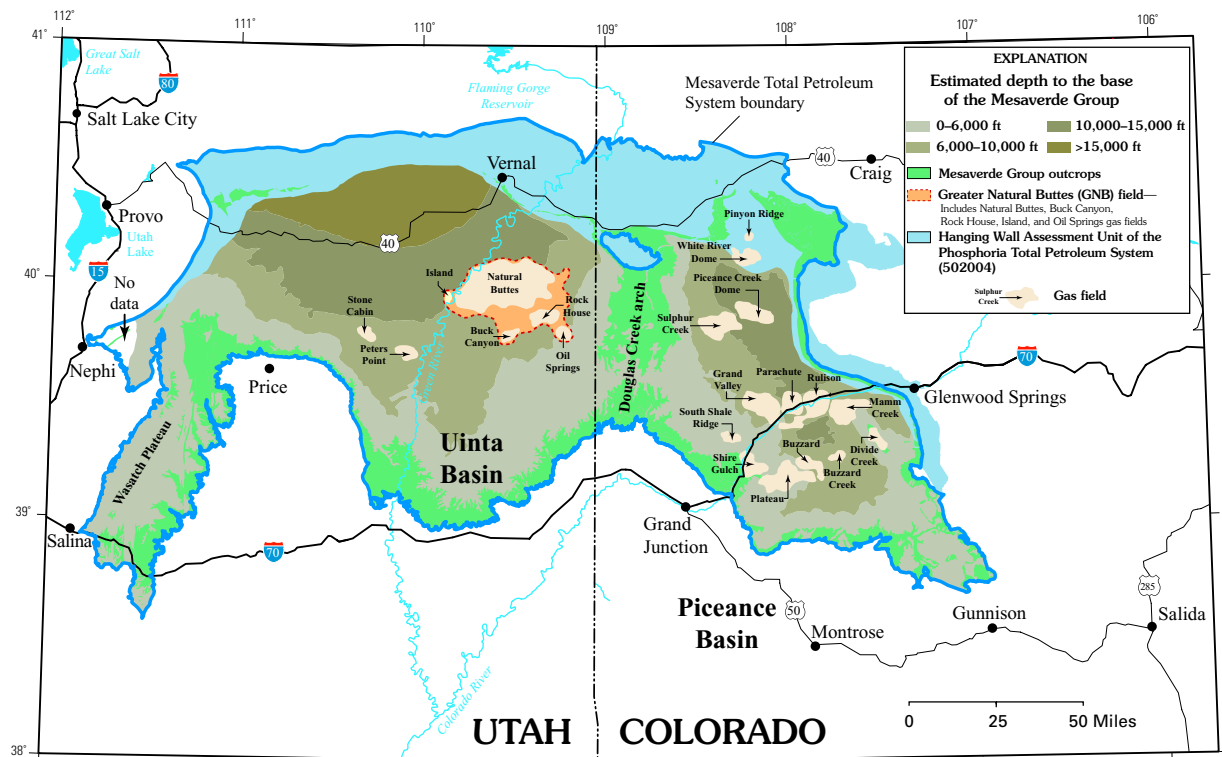 112°
111°
110°
109°
108°
107°
106°
41°
40°
39°
38°
Great Salt
Lake
80
Salt Lake City
Provo
Utah
Lake
15
No
data
Nephi
Price
Wasatch Plateau
Salina
70
Flaming Gorge
Reservoir
Vernal
40
Mesaverde Total Petroleum
System boundary
40
Craig
Island
Natural
Buttes
Rock
House
Buck
Canyon
Oil
Springs
Stone
Cabin
Peters
Point
Green River
Uinta
Basin
Douglas Creek arch
Pinyon Ridge
White River
Dome
Piceance Creek
Dome
Sulphur
Creek
Grand
Valley
Parachute
Rulison
Mamm
Creek
South Shale
Ridge
Buzzard
Divide
Creek
Shire
Gulch
Buzzard
Creek
Plateau
70
Glenwood Springs
Grand
Junction
Piceance
Basin
50
Montrose
Gunnison
285
Salida
Colorado River
UTAH
COLORADO
0 25 50 Miles
EXPLANATION
Estimated depth to the base
of the Mesaverde Group
0–6,000 ft
10,000–15,000 ft
6,000–10,000 ft
>15,000 ft
Mesaverde Group outcrops
Greater Natural Buttes (GNB) field—
Includes Natural Buttes, Buck Canyon,
Rock House, Island, and Oil Springs gas fields
Hanging Wall Assessment Unit of the
Phosphoria Total Petroleum System
(502004)
Sulphur
Creek
Gas field